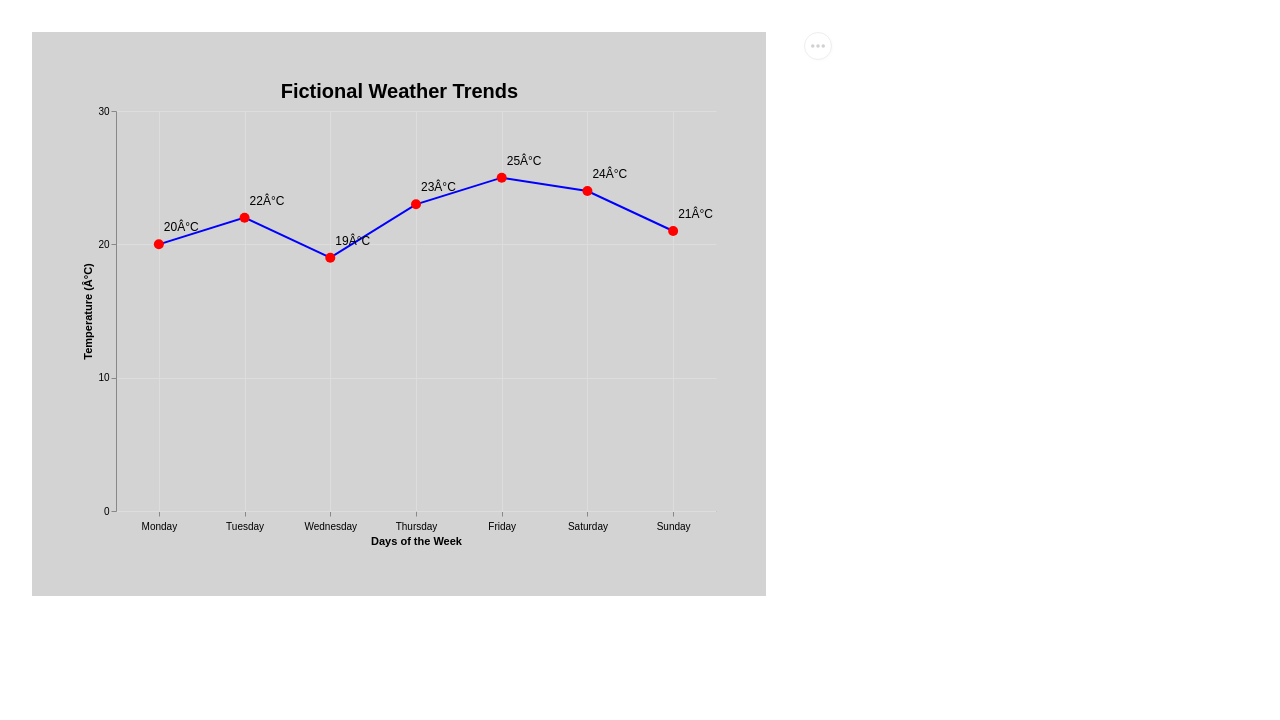 Fictional Weather Trends
30
20
10
0
Temperature (Â°C)
20Â°C
22Â°C
19Â°C
23Â°C
25Â°C
24Â°C
21Â°C
Monday Tuesday Wednesday Thursday Friday Saturday Sunday
Days of the Week